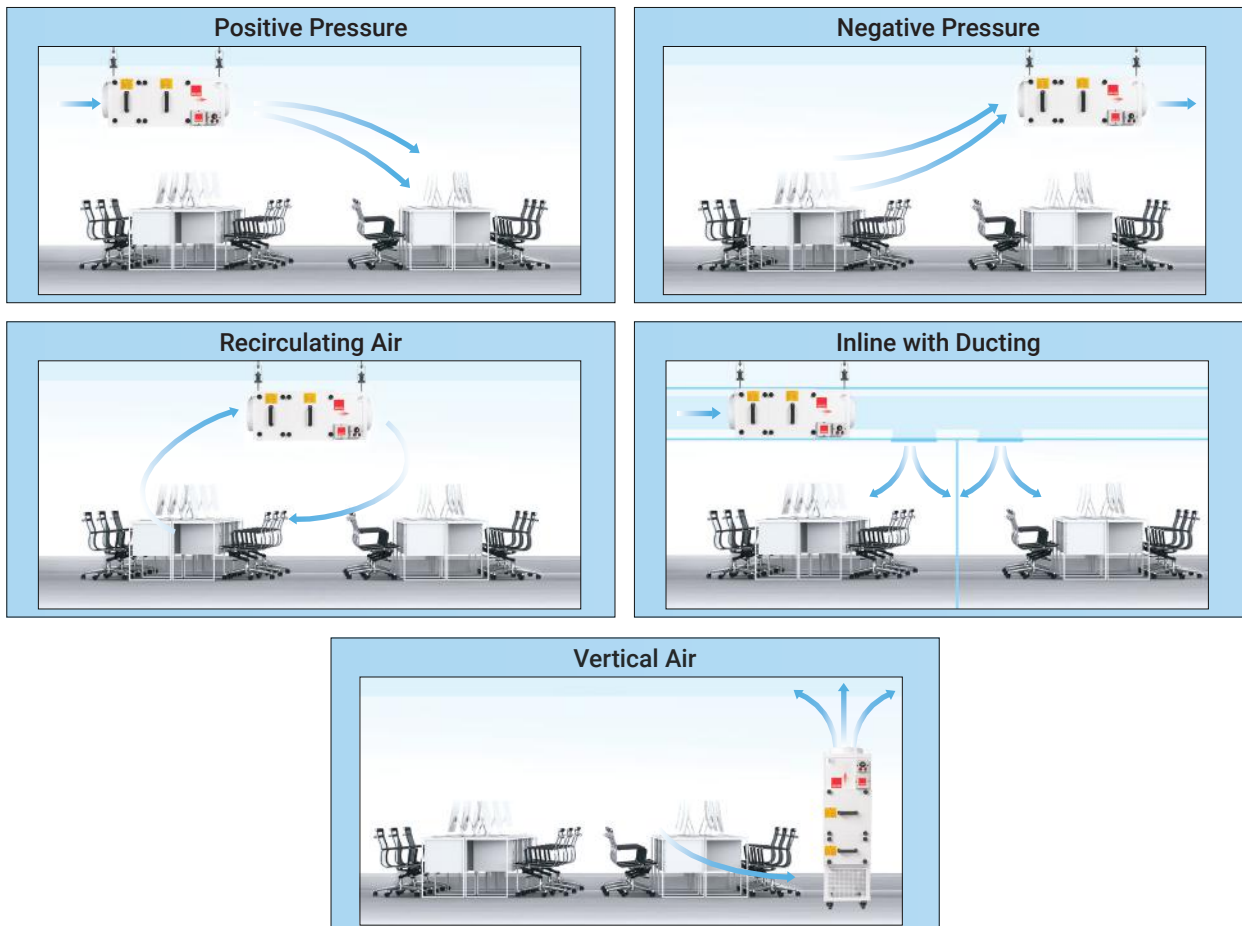 Positive Pressure
Negative Pressure
Recirculating Air
Inline with Ducting
Vertical Air